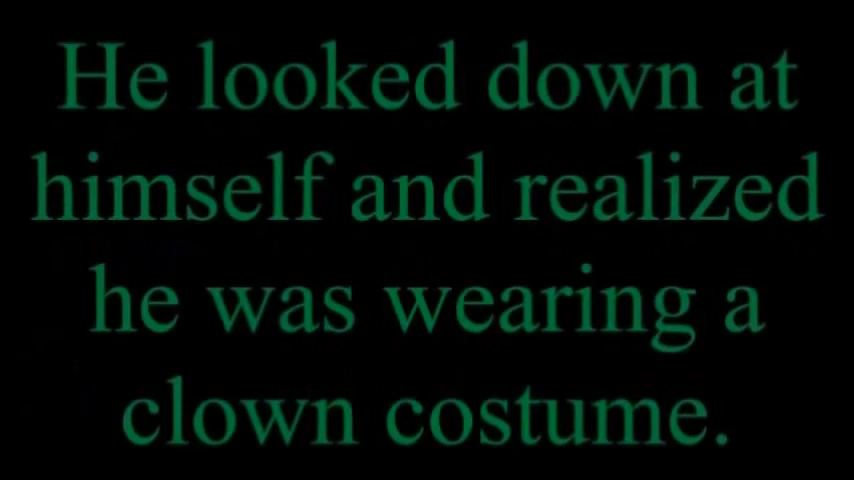 He looked down at
himself and realized
he was wearing a
clown costume.